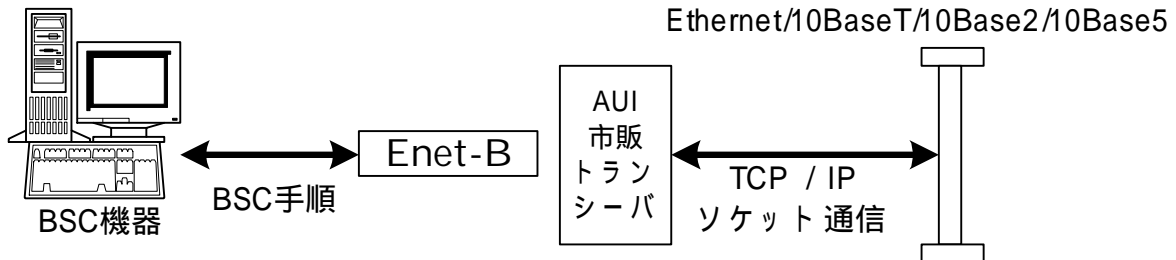 Ethernet/10BaseT/10Base2/10Base5
AUI
市販
トラン
シーバ
Enet-B
BSC手順
BSC機器
TCP / IP
ソケット通信